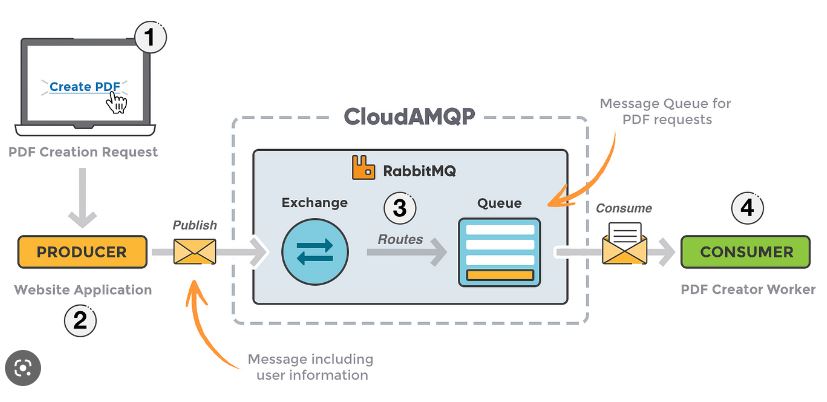 1
Create PDF
PDF Creation Request
CloudAMQP
Message Queue for
PDF requests
RabbitMQ
Exchange
3
Queue
Publish
Routes
Consume
4
PRODUCER
CONSUMER
Website Application
PDF Creator Worker
2
Message including
user information